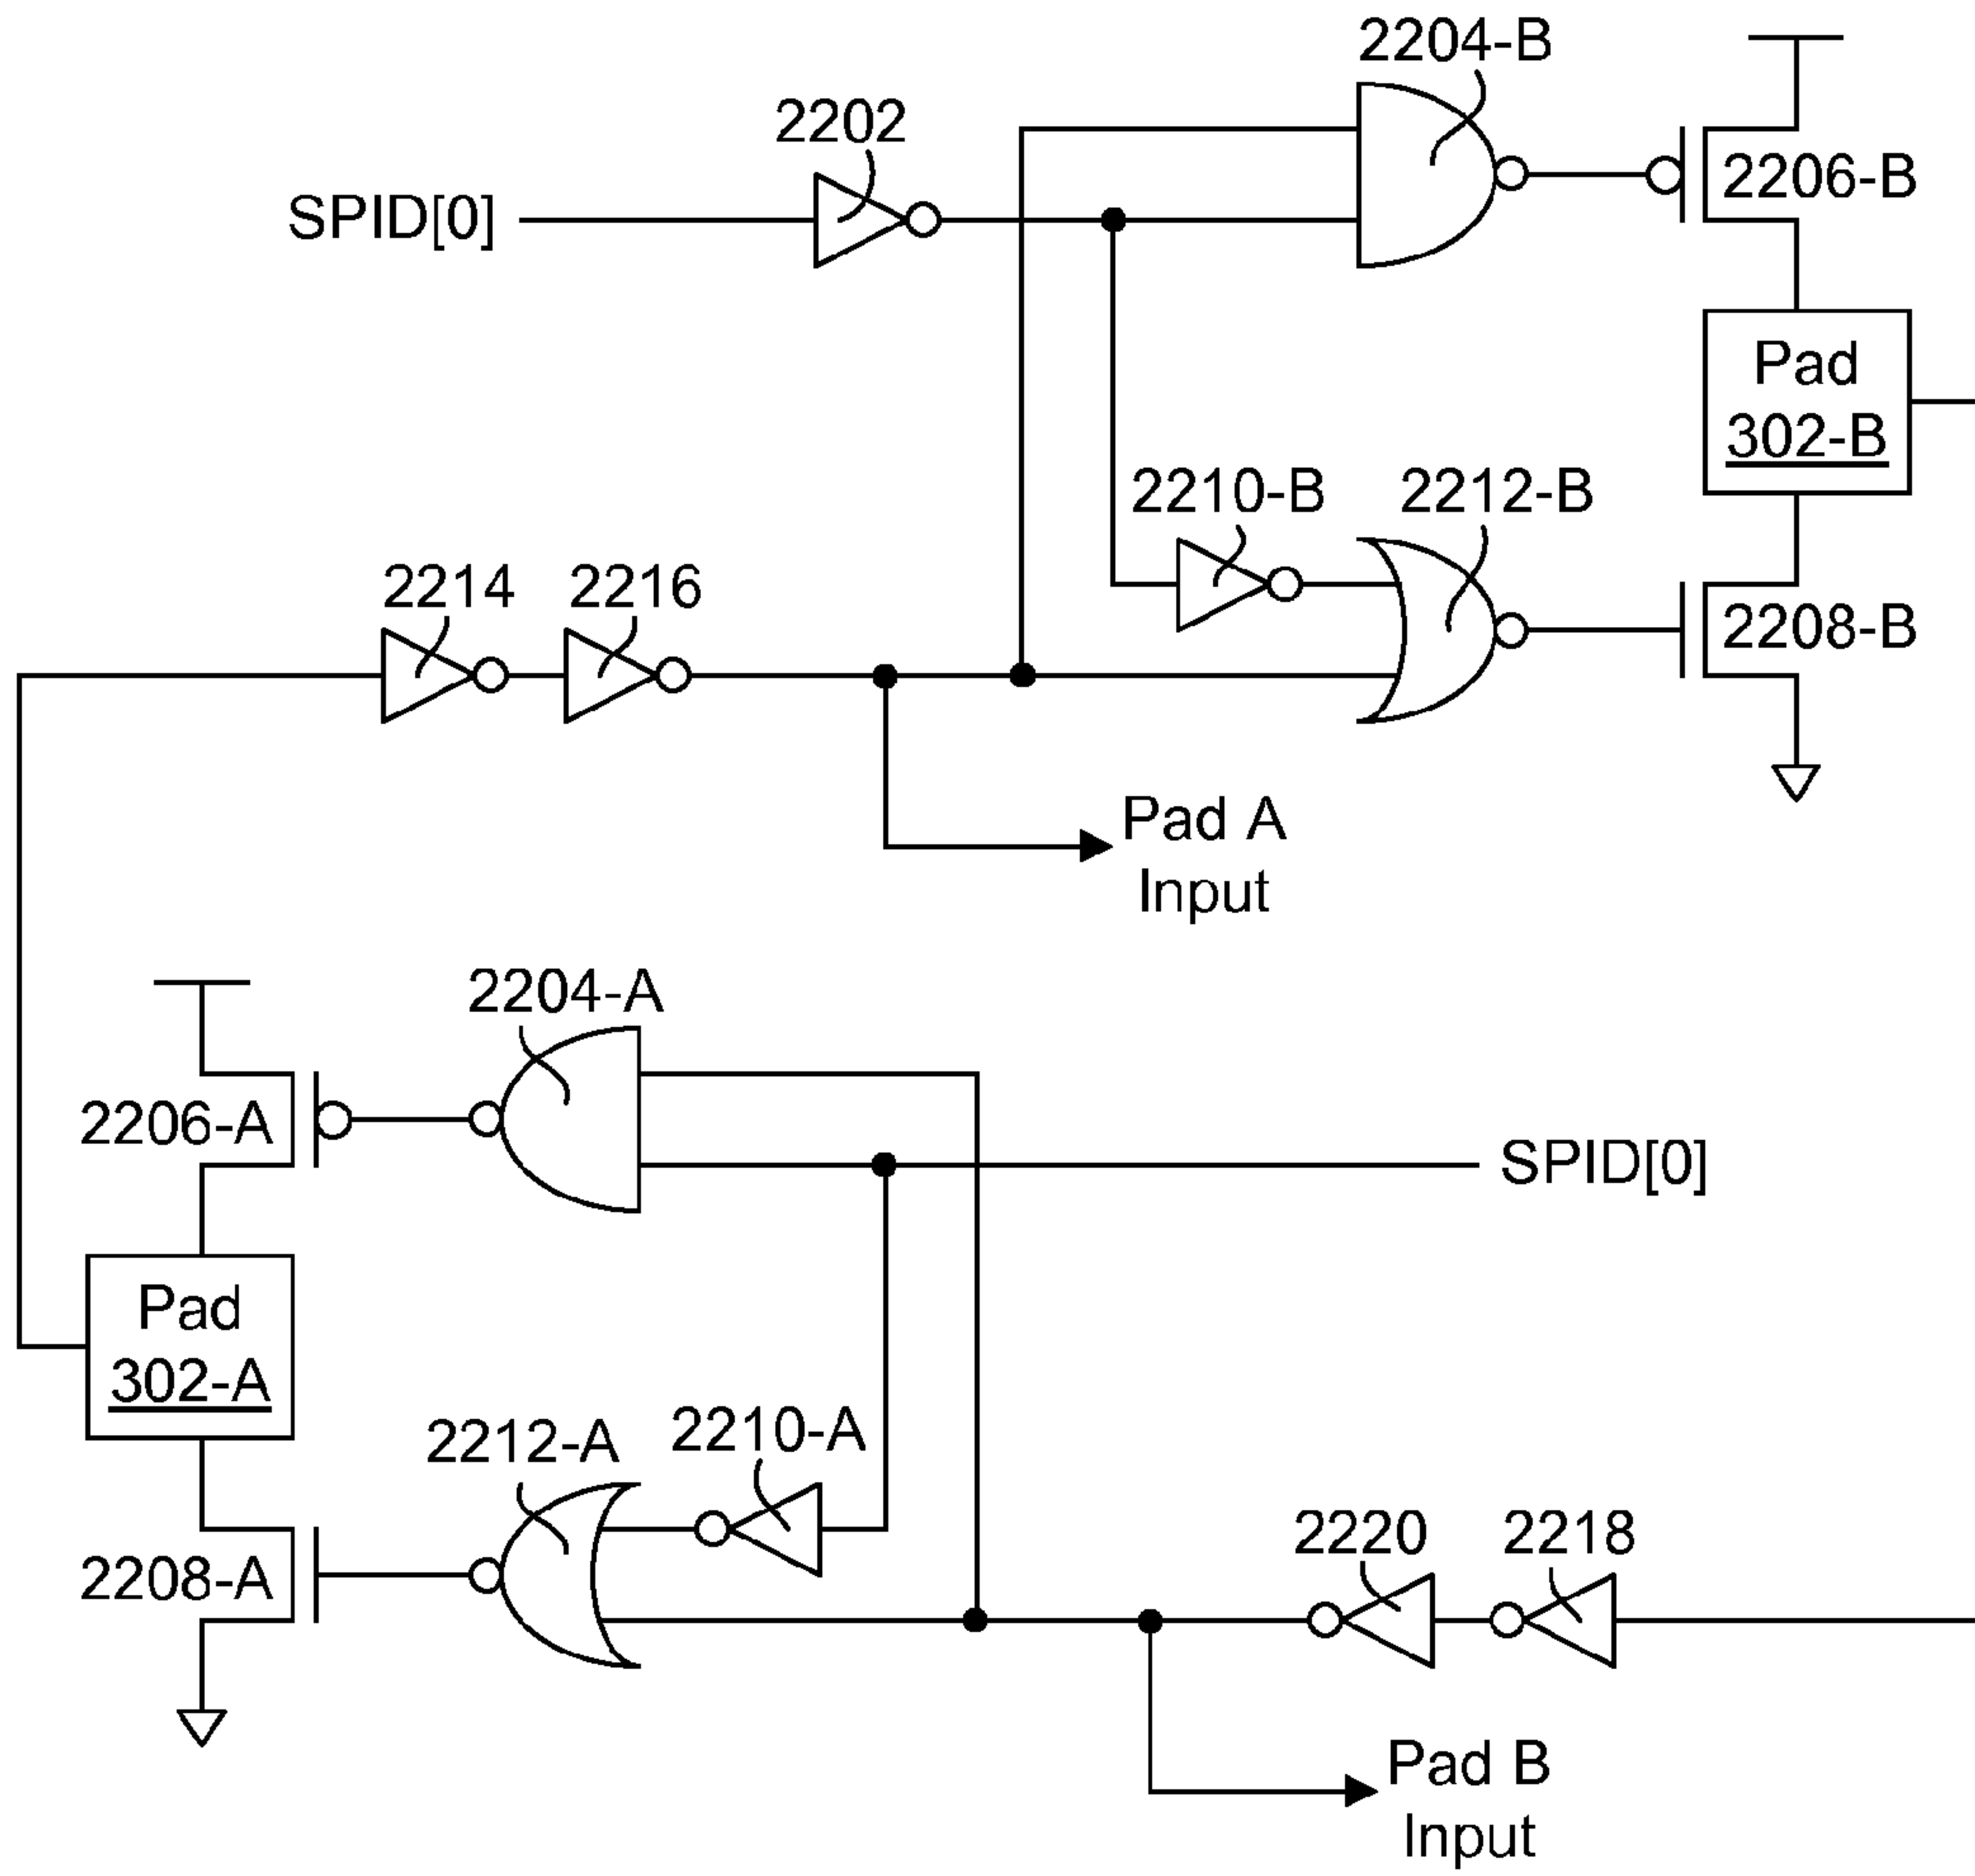 2204-B
2202
2206-B
SPID[0]
Pad
302-B
2210-B
2212-B
2214
2216
2208-B
Pad A
Input
2204-A
2206-A
SPID[0]
Pad
302-A
2212-A
2210-A
2220
2218
2208-A
Pad B
Input